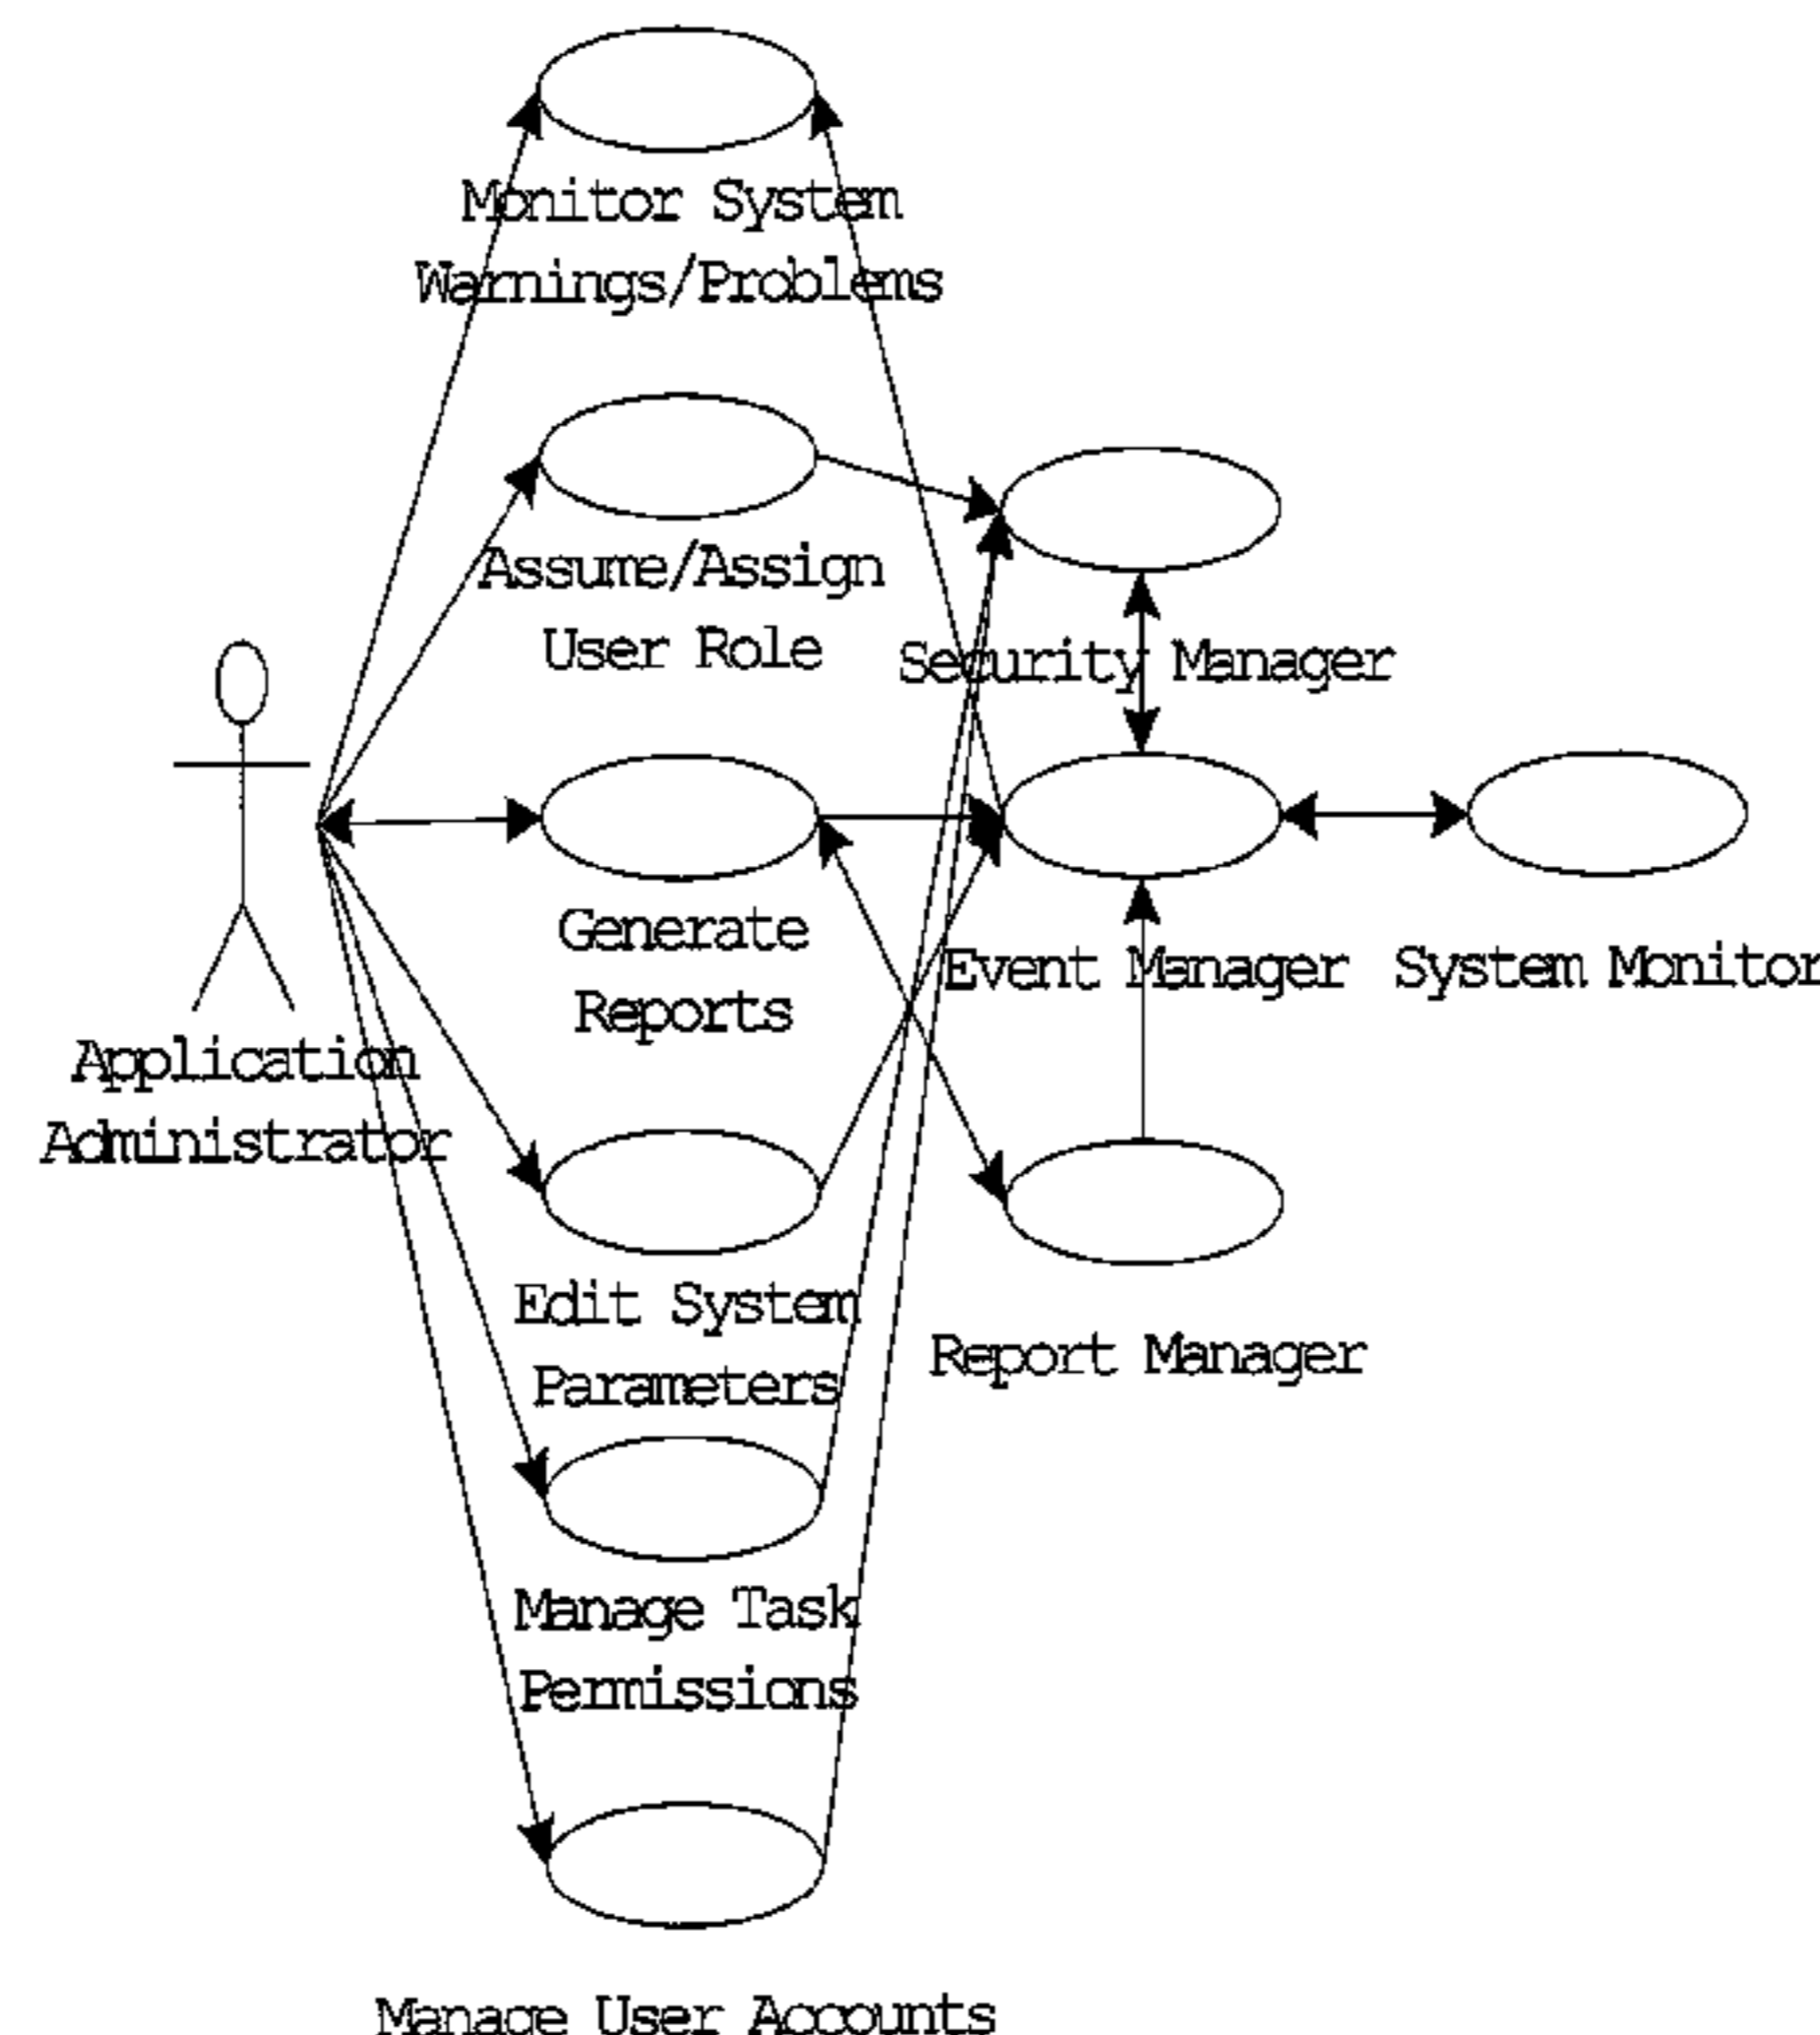 Monitor System
Warnings/Problems
Assume/Assign
User Role
Security Manager
Generate
Reports
Event Manager
System Monitor
Application
Administrator
Edit System
Parameters
Report Manager
Manage Task
Permissions
Manage User Accounts